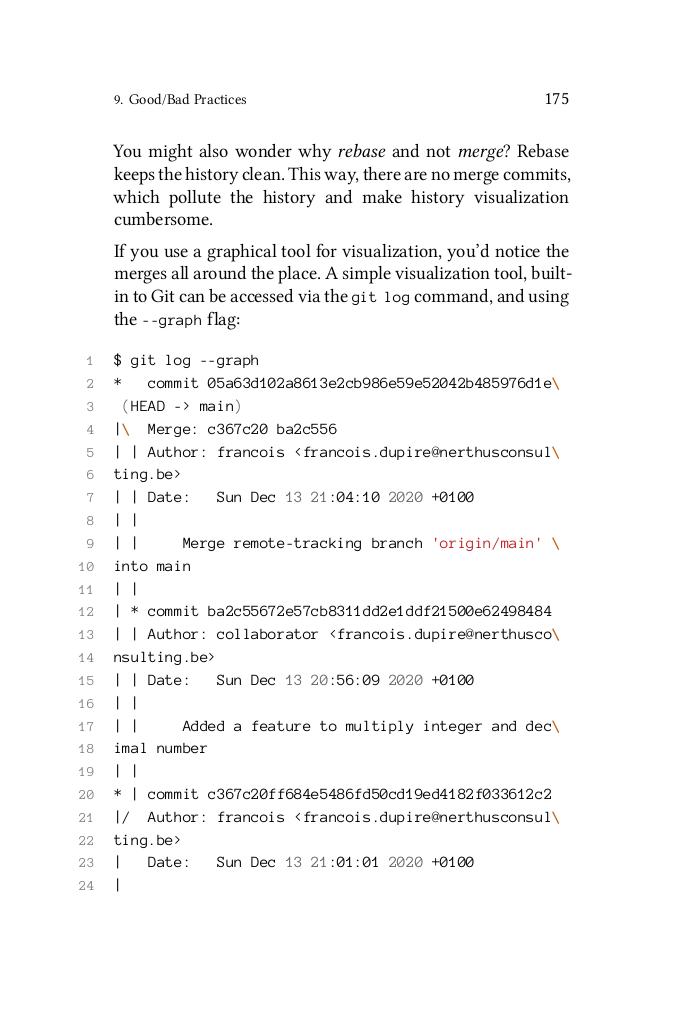 9. Good/Bad Practices 175
You might also wonder why rebase and not merge? Rebase
keeps the history clean. This way, there are no merge commits,
which pollute the history and make history visualization
cumbersome.
If you use a graphical tool for visualization, you’d notice the
merges all around the place. A simple visualization tool, built-
in to Git can be accessed via the git log command, and using
the --graph flag:
1 $ git log --graph
2 *   commit 05a63d102a8613e2cb986e59e52042b485976d1e\
3  (HEAD -> main)
4 |\  Merge: c367c20 ba2c556
5 | | Author: francois <francois.dupire@nerthusconsul\
6 ting.be>
7 | | Date:   Sun Dec 13 21:04:10 2020 +0100
8 | |
9 | |     Merge remote-tracking branch 'origin/main' \
10 into main
11 | |
12 | * commit ba2c55672e57cb8311dd2e1ddf21500e62498484
13 | | Author: collaborator <francois.dupire@nerthusco\
14 nsulting.be>
15 | | Date:   Sun Dec 13 20:56:09 2020 +0100
16 | |
17 | |     Added a feature to multiply integer and dec\
18 imal number
19 | |
20 * | commit c367c20ff684e5486fd50cd19ed4182f033612c2
21 |/  Author: francois <francois.dupire@nerthusconsul\
22 ting.be>
23 |   Date:   Sun Dec 13 21:01:01 2020 +0100
24 |